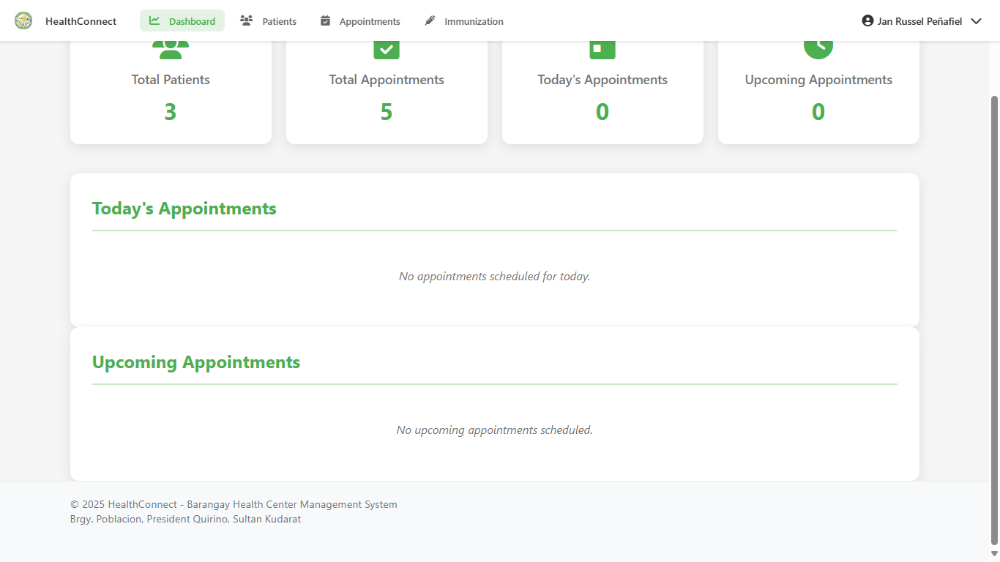 HealthConnect Dashboard Patients Appointments Immunization Jan Russel Peñafiel
Total Patients Total Appointments Today's Appointments Upcoming Appointments
3 5 0 0
Today's Appointments
No appointments scheduled for today.
Upcoming Appointments
No upcoming appointments scheduled.
© 2025 HealthConnect - Barangay Health Center Management System
Brgy. Poblacion, President Quirino, Sultan Kudarat